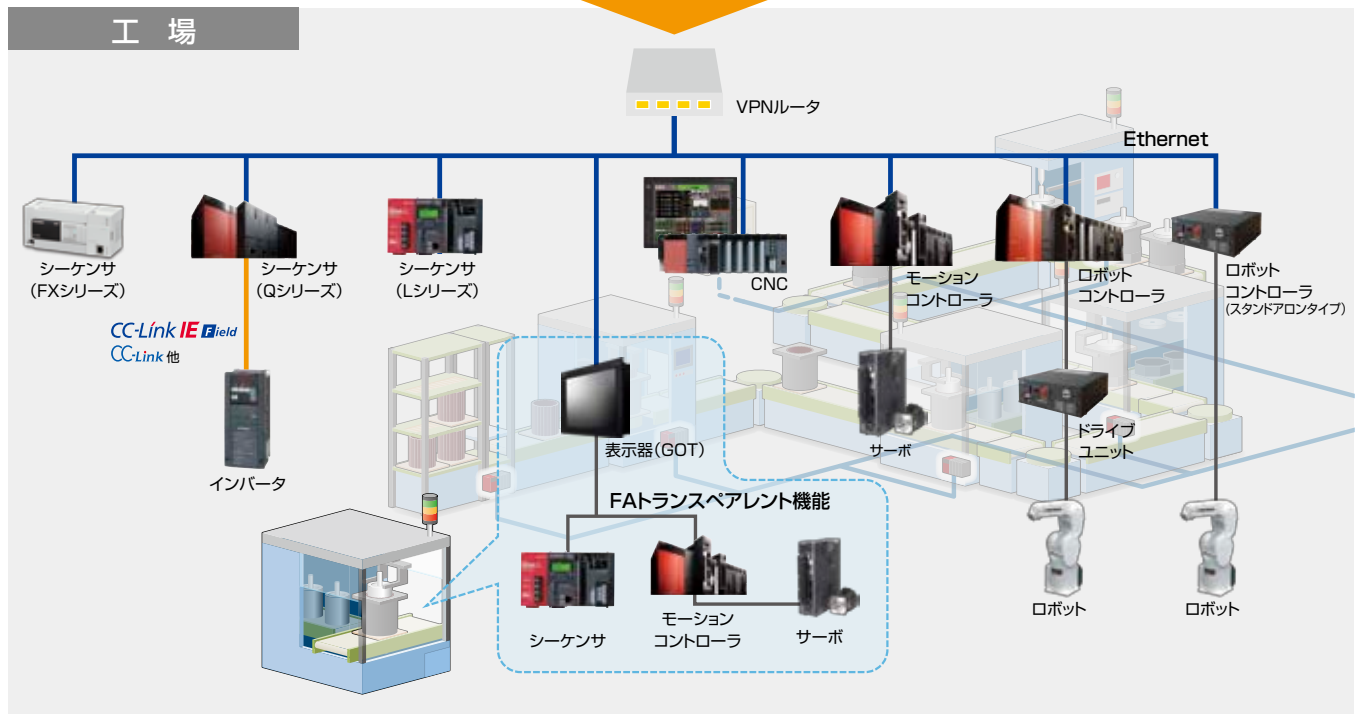 工 場
VPNルータ
Ethernet
シーケンサ
（FXシリーズ）
シーケンサ
（Qシリーズ）
シーケンサ
（Lシリーズ）
CNC
モーション
コントローラ
ロボット
コントローラ
ロボット
コントローラ
（スタンドアロンタイプ）
CC-Link IE Field
CC-Link 他
インバータ
表示器（GOT）
サーボ
ドライブ
ユニット
FAトランスペアレント機能
シーケンサ
モーション
コントローラ
サーボ
ロボット
ロボット